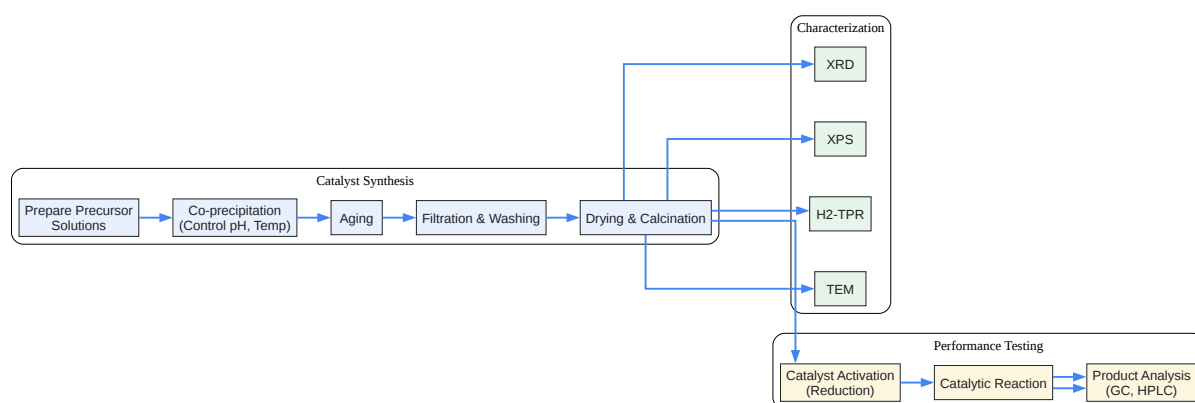 Characterization
XRD
XPS
Catalyst Synthesis
Prepare Precursor
Solutions
Co-precipitation
(Control pH, Temp)
Aging
Filtration & Washing
Drying & Calcination
H2-TPR
TEM
Performance Testing
Catalyst Activation
(Reduction)
Catalytic Reaction
Product Analysis
(GC, HPLC)